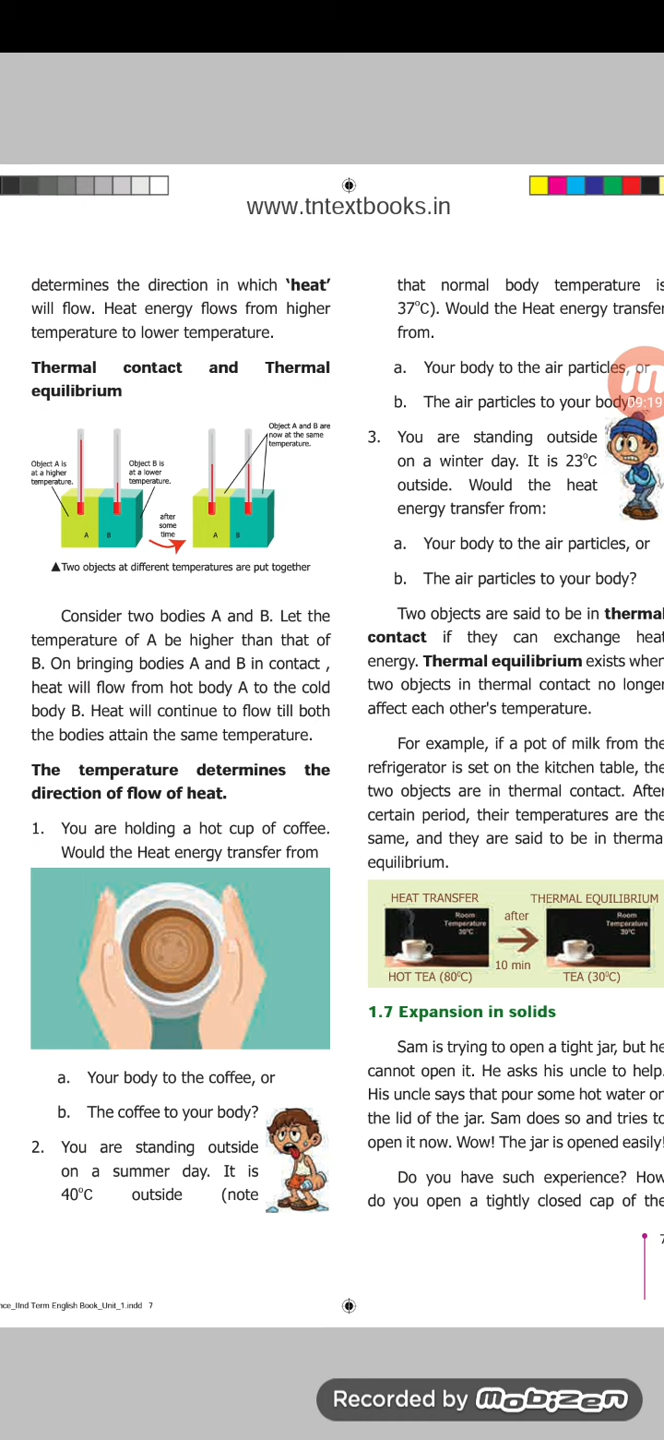 www.tntextbooks.in
determines the direction in which 'heat'
will flow. Heat energy flows from higher
temperature to lower temperature.
Thermal contact and Thermal
equilibrium
Object A is
at a higher
temperature.
Object B is
at a lower
temperature.
Object A and B are
now at the same
temperature.
A B
after
some
time
A B
▲Two objects at different temperatures are put together
Consider two bodies A and B. Let the
temperature of A be higher than that of
B. On bringing bodies A and B in contact ,
heat will flow from hot body A to the cold
body B. Heat will continue to flow till both
the bodies attain the same temperature.
The temperature determines the
direction of flow of heat.
1. You are holding a hot cup of coffee.
Would the Heat energy transfer from
a. Your body to the coffee, or
b. The coffee to your body?
2. You are standing outside
on a summer day. It is
40°C outside (note
that normal body temperature is
37°C). Would the Heat energy transfer
from.
a. Your body to the air particles, or
b. The air particles to your body
09:19
3. You are standing outside
on a winter day. It is 23°C
outside. Would the heat
energy transfer from:
a. Your body to the air particles, or
b. The air particles to your body?
Two objects are said to be in thermal
contact if they can exchange heat
energy. Thermal equilibrium exists when
two objects in thermal contact no longer
affect each other's temperature.
For example, if a pot of milk from the
refrigerator is set on the kitchen table, the
two objects are in thermal contact. After
certain period, their temperatures are the
same, and they are said to be in therma
equilibrium.
HEAT TRANSFER
THERMAL EQUILIBRIUM
Room
Temperature
30°C
after
10 min
Room
Temperature
30°C
HOT TEA (80°C)
TEA (30°C)
1.7 Expansion in solids
Sam is trying to open a tight jar, but he
cannot open it. He asks his uncle to help.
His uncle says that pour some hot water on
the lid of the jar. Sam does so and tries to
open it now. Wow! The jar is opened easily!
Do you have such experience? How
do you open a tightly closed cap of the
7
nce_IInd Term English Book_Unit_1.indd 7
Recorded by Mobizen